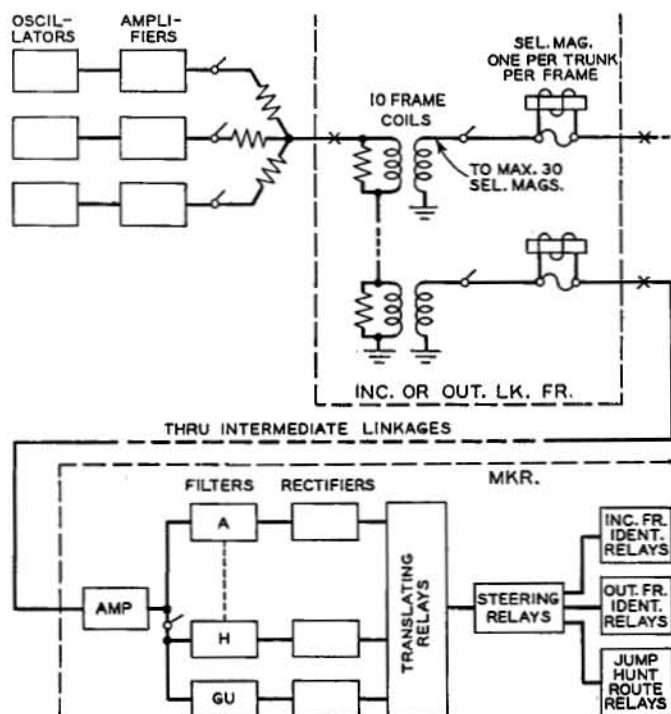 OSCIL-
LATORS
AMPLI-
FIERS
SEL. MAG.
ONE PER TRUNK
PER FRAME
10 FRAME
COILS
TO MAX. 30
SEL. MAGS.
INC. OR OUT. LK. FR.
THRU INTERMEDIATE LINKAGES
MKR.
FILTERS
RECTIFIERS
A
AMP
H
GU
TRANSLATING
RELAYS
STEERING
RELAYS
INC. FR.
IDENT.
RELAYS
OUT. FR.
IDENT.
RELAYS
JUMP
HUNT
ROUTE
RELAYS